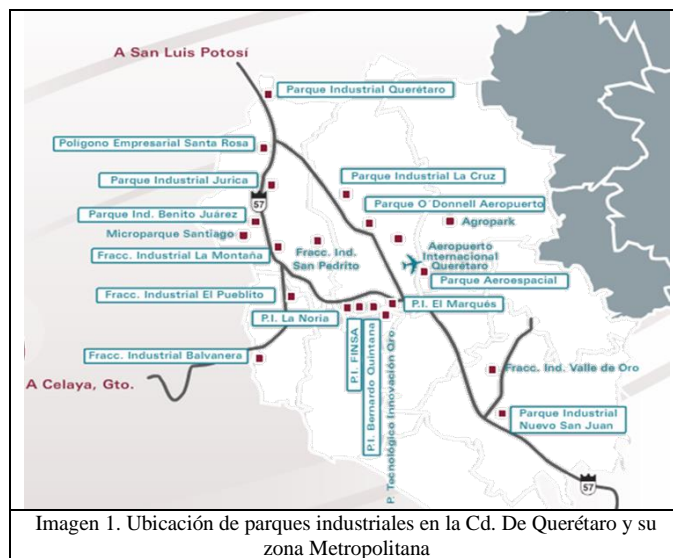 A San Luis Potosí
Parque Industrial Querétaro
Polígono Empresarial Santa Rosa
Parque Industrial La Cruz
Parque Industrial Jurica
Parque O´Donnell Aeropuerto
57
Parque Ind. Benito Juárez
Agropark
Microparque Santiago
Fracc. Industrial La Montaña
Fracc. Ind.
San Pedrito
Aeropuerto
Internacional
Querétaro
Parque Aeroespacial
Fracc. Industrial El Pueblito
P.I. El Marqués
P.I. La Noria
P.I. FINSA
P.I. Bernardo Quintana
P. Tecnológico Innovación Qro
Fracc. Industrial Balvanera
Fracc. Ind. Valle de Oro
A Celaya, Gto.
Parque Industrial
Nuevo San Juan
57
Imagen 1. Ubicación de parques industriales en la Cd. De Querétaro y su
zona Metropolitana